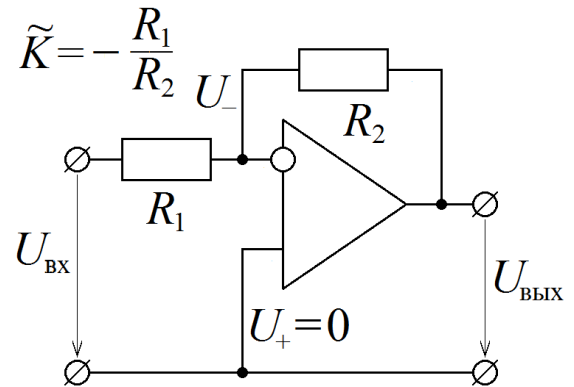 K̃ = − R₁/R₂
U₋
R₂
R₁
Uвх
Uвых
U₊=0